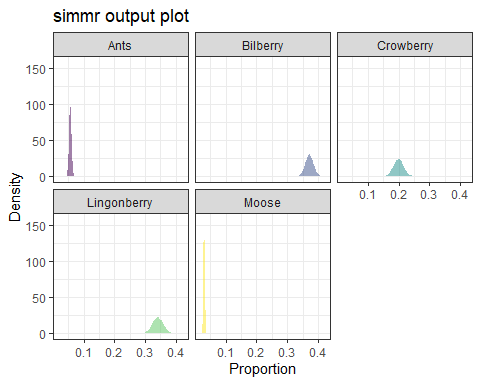 simmr output plot
Ants
Bilberry
Crowberry
150
100
50
0
0.1 0.2 0.3 0.4
Lingonberry
Moose
150
100
50
0
0.1 0.2 0.3 0.4
0.1 0.2 0.3 0.4
Density
Proportion